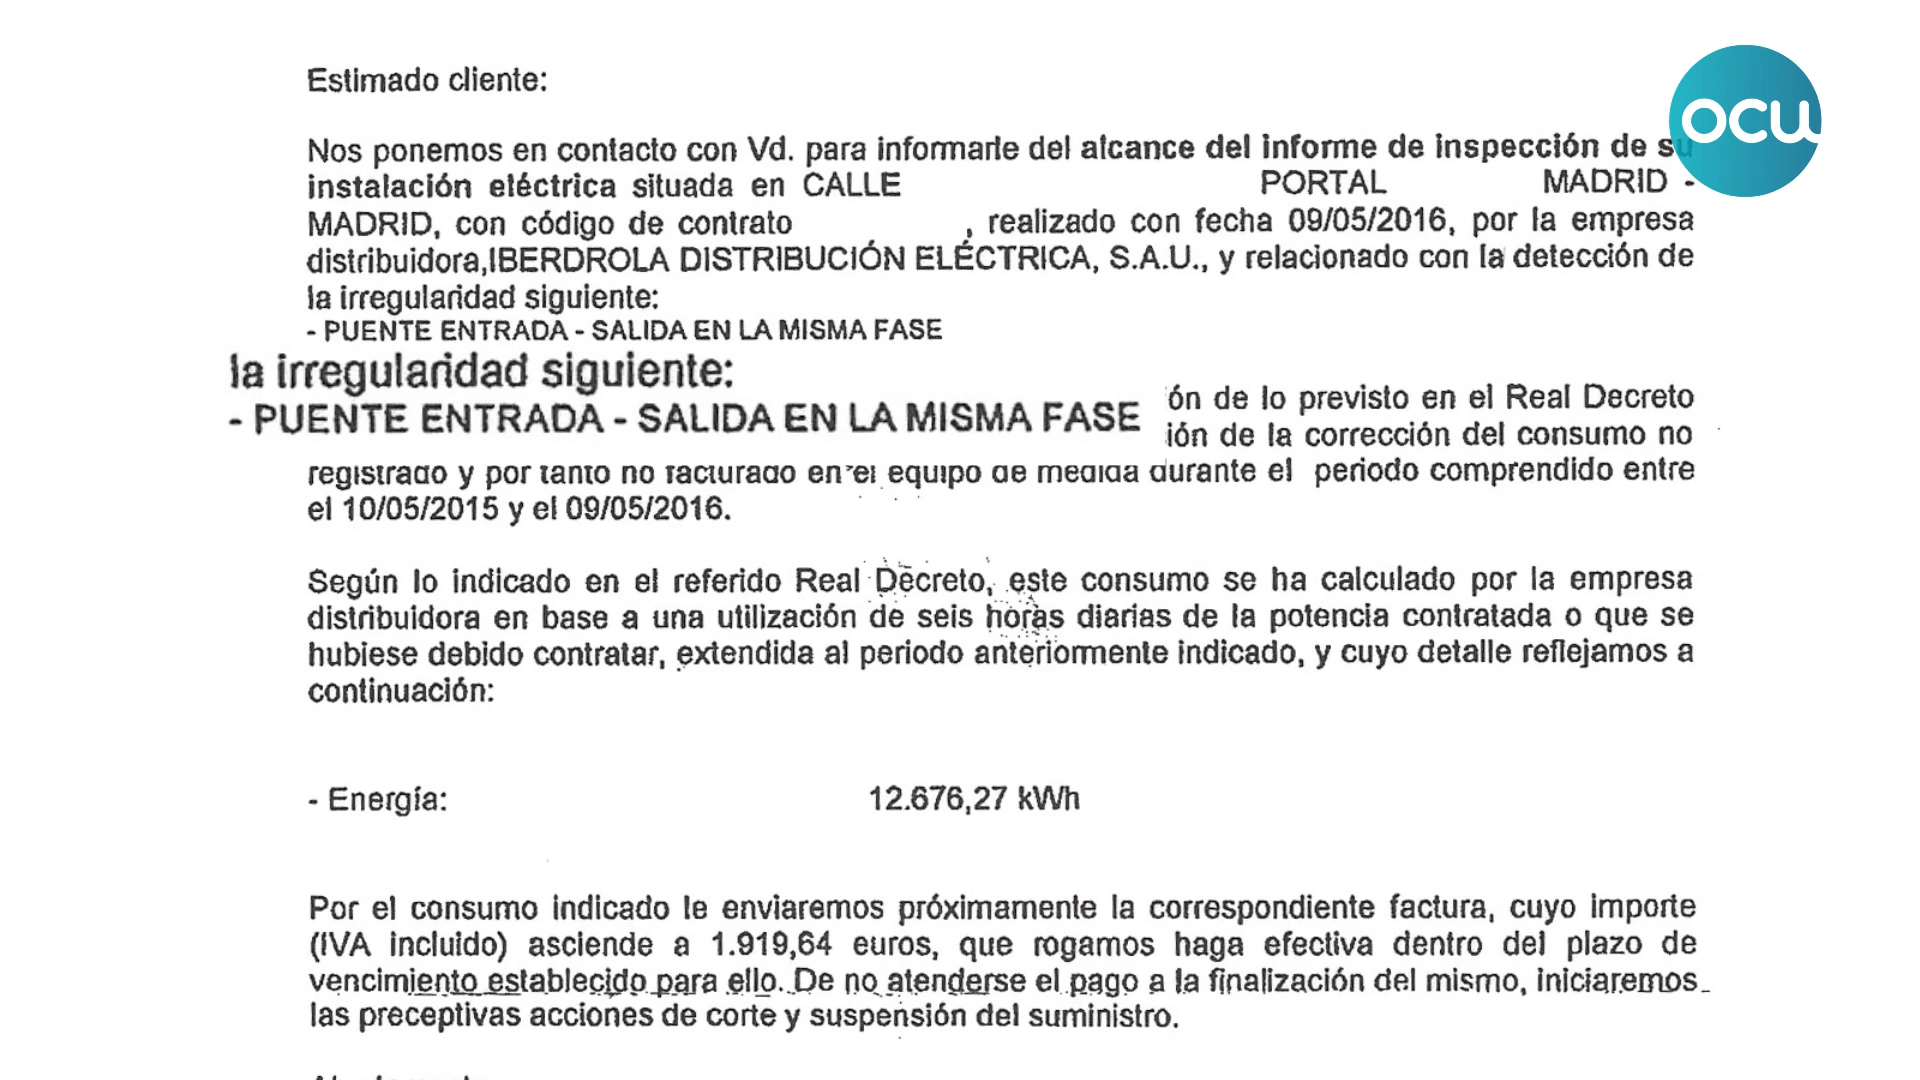 ocu
Estimado cliente:
Nos ponemos en contacto con Vd. para informarle del alcance del informe de inspección de su
instalación eléctrica situada en CALLE PORTAL MADRID -
MADRID, con código de contrato , realizado con fecha 09/05/2016, por la empresa
distribuidora,IBERDROLA DISTRIBUCIÓN ELÉCTRICA, S.A.U., y relacionado con la detección de
la irregularidad siguiente:
- PUENTE ENTRADA - SALIDA EN LA MISMA FASE
la irregularidad siguiente:
- PUENTE ENTRADA - SALIDA EN LA MISMA FASE
ón de lo previsto en el Real Decreto
ión de la corrección del consumo no
registrado y por tanto no facturado en el equipo de medida durante el periodo comprendido entre
el 10/05/2015 y el 09/05/2016.
Según lo indicado en el referido Real Decreto, este consumo se ha calculado por la empresa
distribuidora en base a una utilización de seis horas diarias de la potencia contratada o que se
hubiese debido contratar, extendida al periodo anteriormente indicado, y cuyo detalle reflejamos a
continuación:
- Energía: 12.676,27 kWh
Por el consumo indicado le enviaremos próximamente la correspondiente factura, cuyo importe
(IVA incluido) asciende a 1.919,64 euros, que rogamos haga efectiva dentro del plazo de
vencimiento establecido para ello. De no atenderse el pago a la finalización del mismo, iniciaremos
las preceptivas acciones de corte y suspensión del suministro.